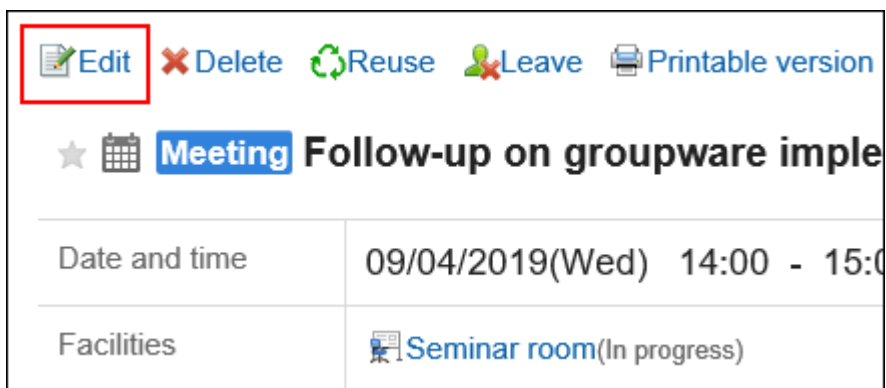 Edit Delete Reuse Leave Printable version
Meeting Follow-up on groupware imple
Date and time 09/04/2019(Wed) 14:00 - 15:0
Facilities Seminar room(In progress)